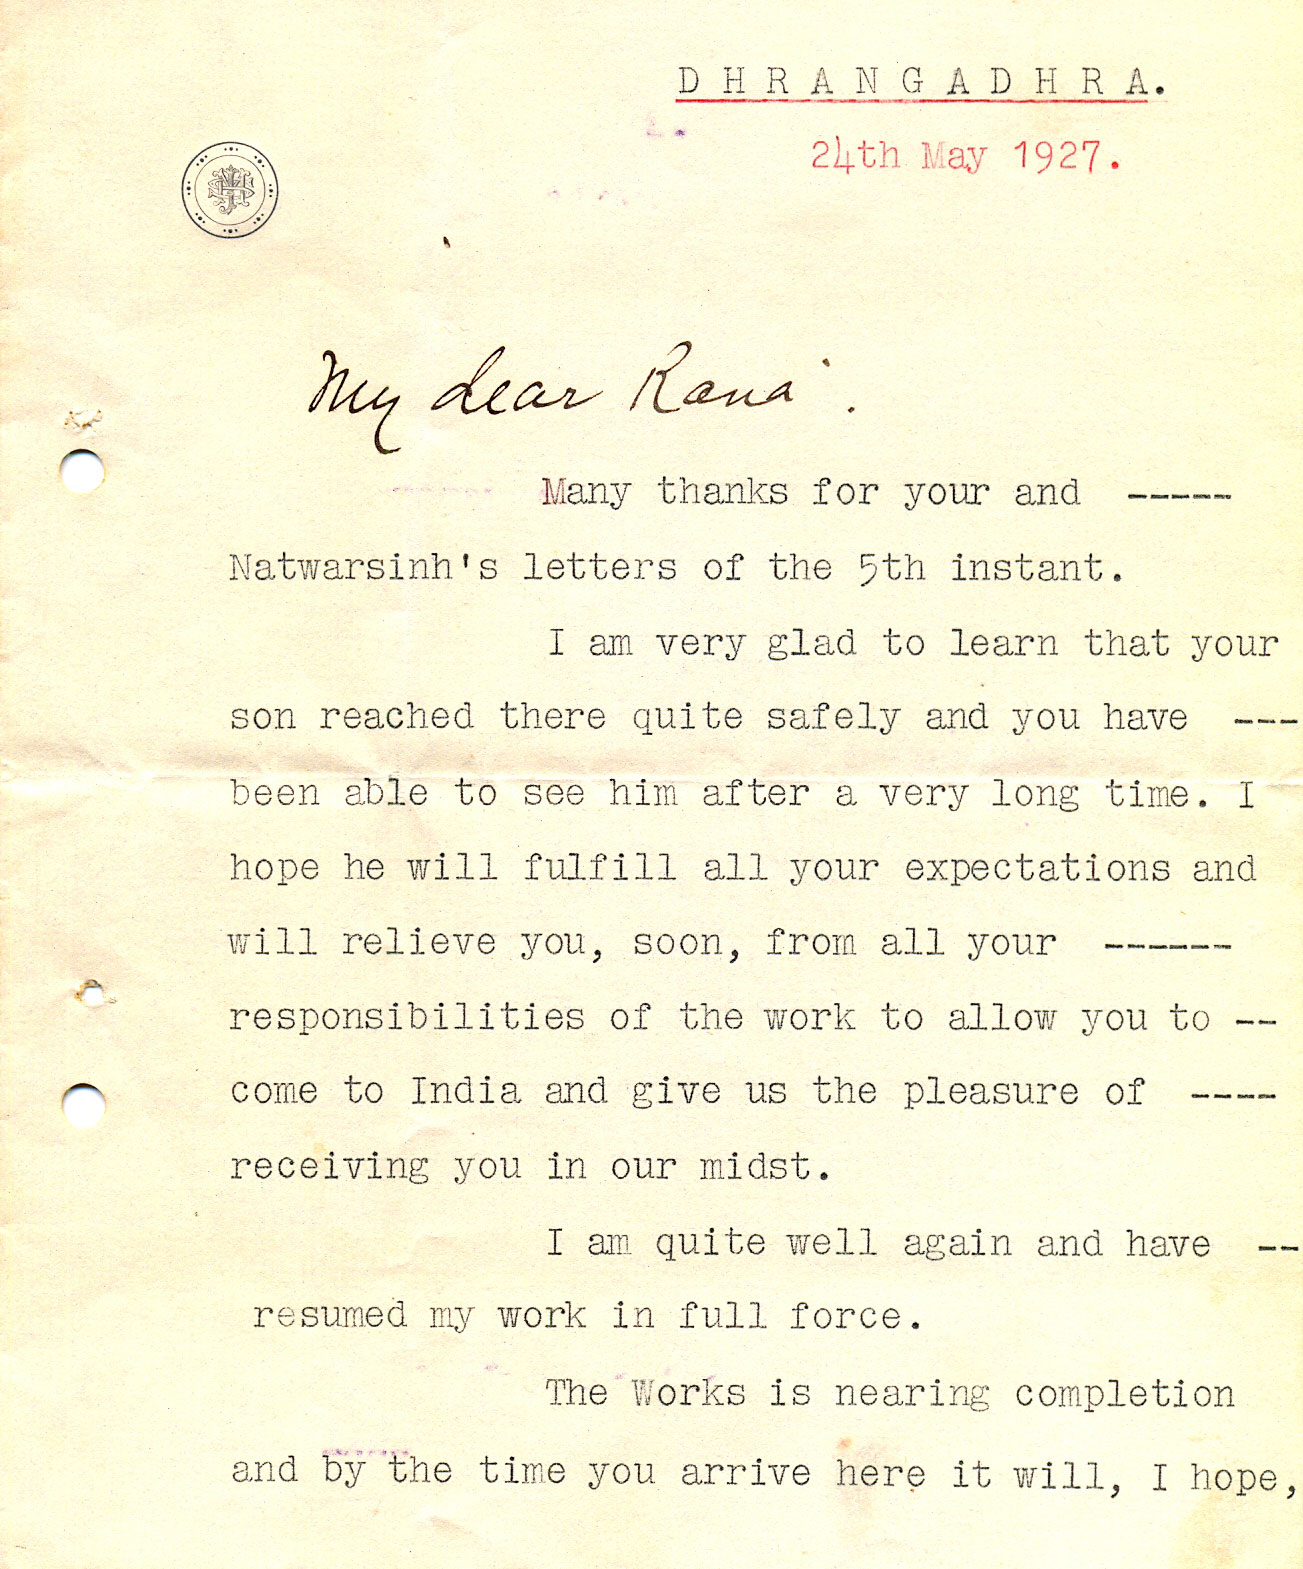 D H R A N G A D H R A.
24th May 1927.
My dear Rana.
Many thanks for your and -----
Natwarsinh's letters of the 5th instant.
I am very glad to learn that your
son reached there quite safely and you have ---
been able to see him after a very long time. I
hope he will fulfill all your expectations and
will relieve you, soon, from all your ------
responsibilities of the work to allow you to --
come to India and give us the pleasure of ----
receiving you in our midst.
I am quite well again and have --
resumed my work in full force.
The Works is nearing completion
and by the time you arrive here it will, I hope,